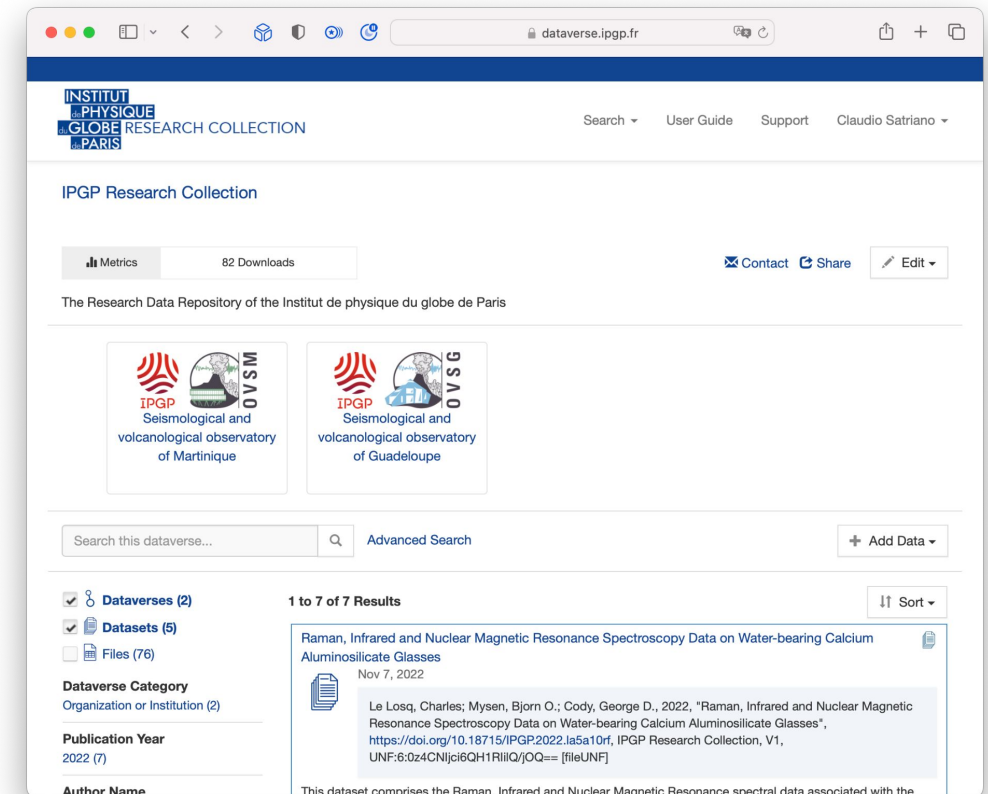 dataverse.ipgp.fr
INSTITUT
de PHYSIQUE
du GLOBE RESEARCH COLLECTION
de PARIS
Search
User Guide
Support
Claudio Satriano
IPGP Research Collection
Metrics
82 Downloads
Contact
Share
Edit
The Research Data Repository of the Institut de physique du globe de Paris
IPGP
OVSM
Seismological and
volcanological observatory
of Martinique
IPGP
OVSG
Seismological and
volcanological observatory
of Guadeloupe
Search this dataverse...
Advanced Search
Add Data
Dataverses (2)
Datasets (5)
Files (76)
Dataverse Category
Organization or Institution (2)
Publication Year
2022 (7)
Author Name
1 to 7 of 7 Results
Sort
Raman, Infrared and Nuclear Magnetic Resonance Spectroscopy Data on Water-bearing Calcium
Aluminosilicate Glasses
Nov 7, 2022
Le Losq, Charles; Mysen, Bjorn O.; Cody, George D., 2022, "Raman, Infrared and Nuclear Magnetic
Resonance Spectroscopy Data on Water-bearing Calcium Aluminosilicate Glasses",
https://doi.org/10.18715/IPGP.2022.la5a10rf, IPGP Research Collection, V1,
UNF:6:0z4CNIjci6QH1RIilQ/jOQ== [fileUNF]
This dataset comprises the Raman, Infrared and Nuclear Magnetic Resonance spectral data associated with the